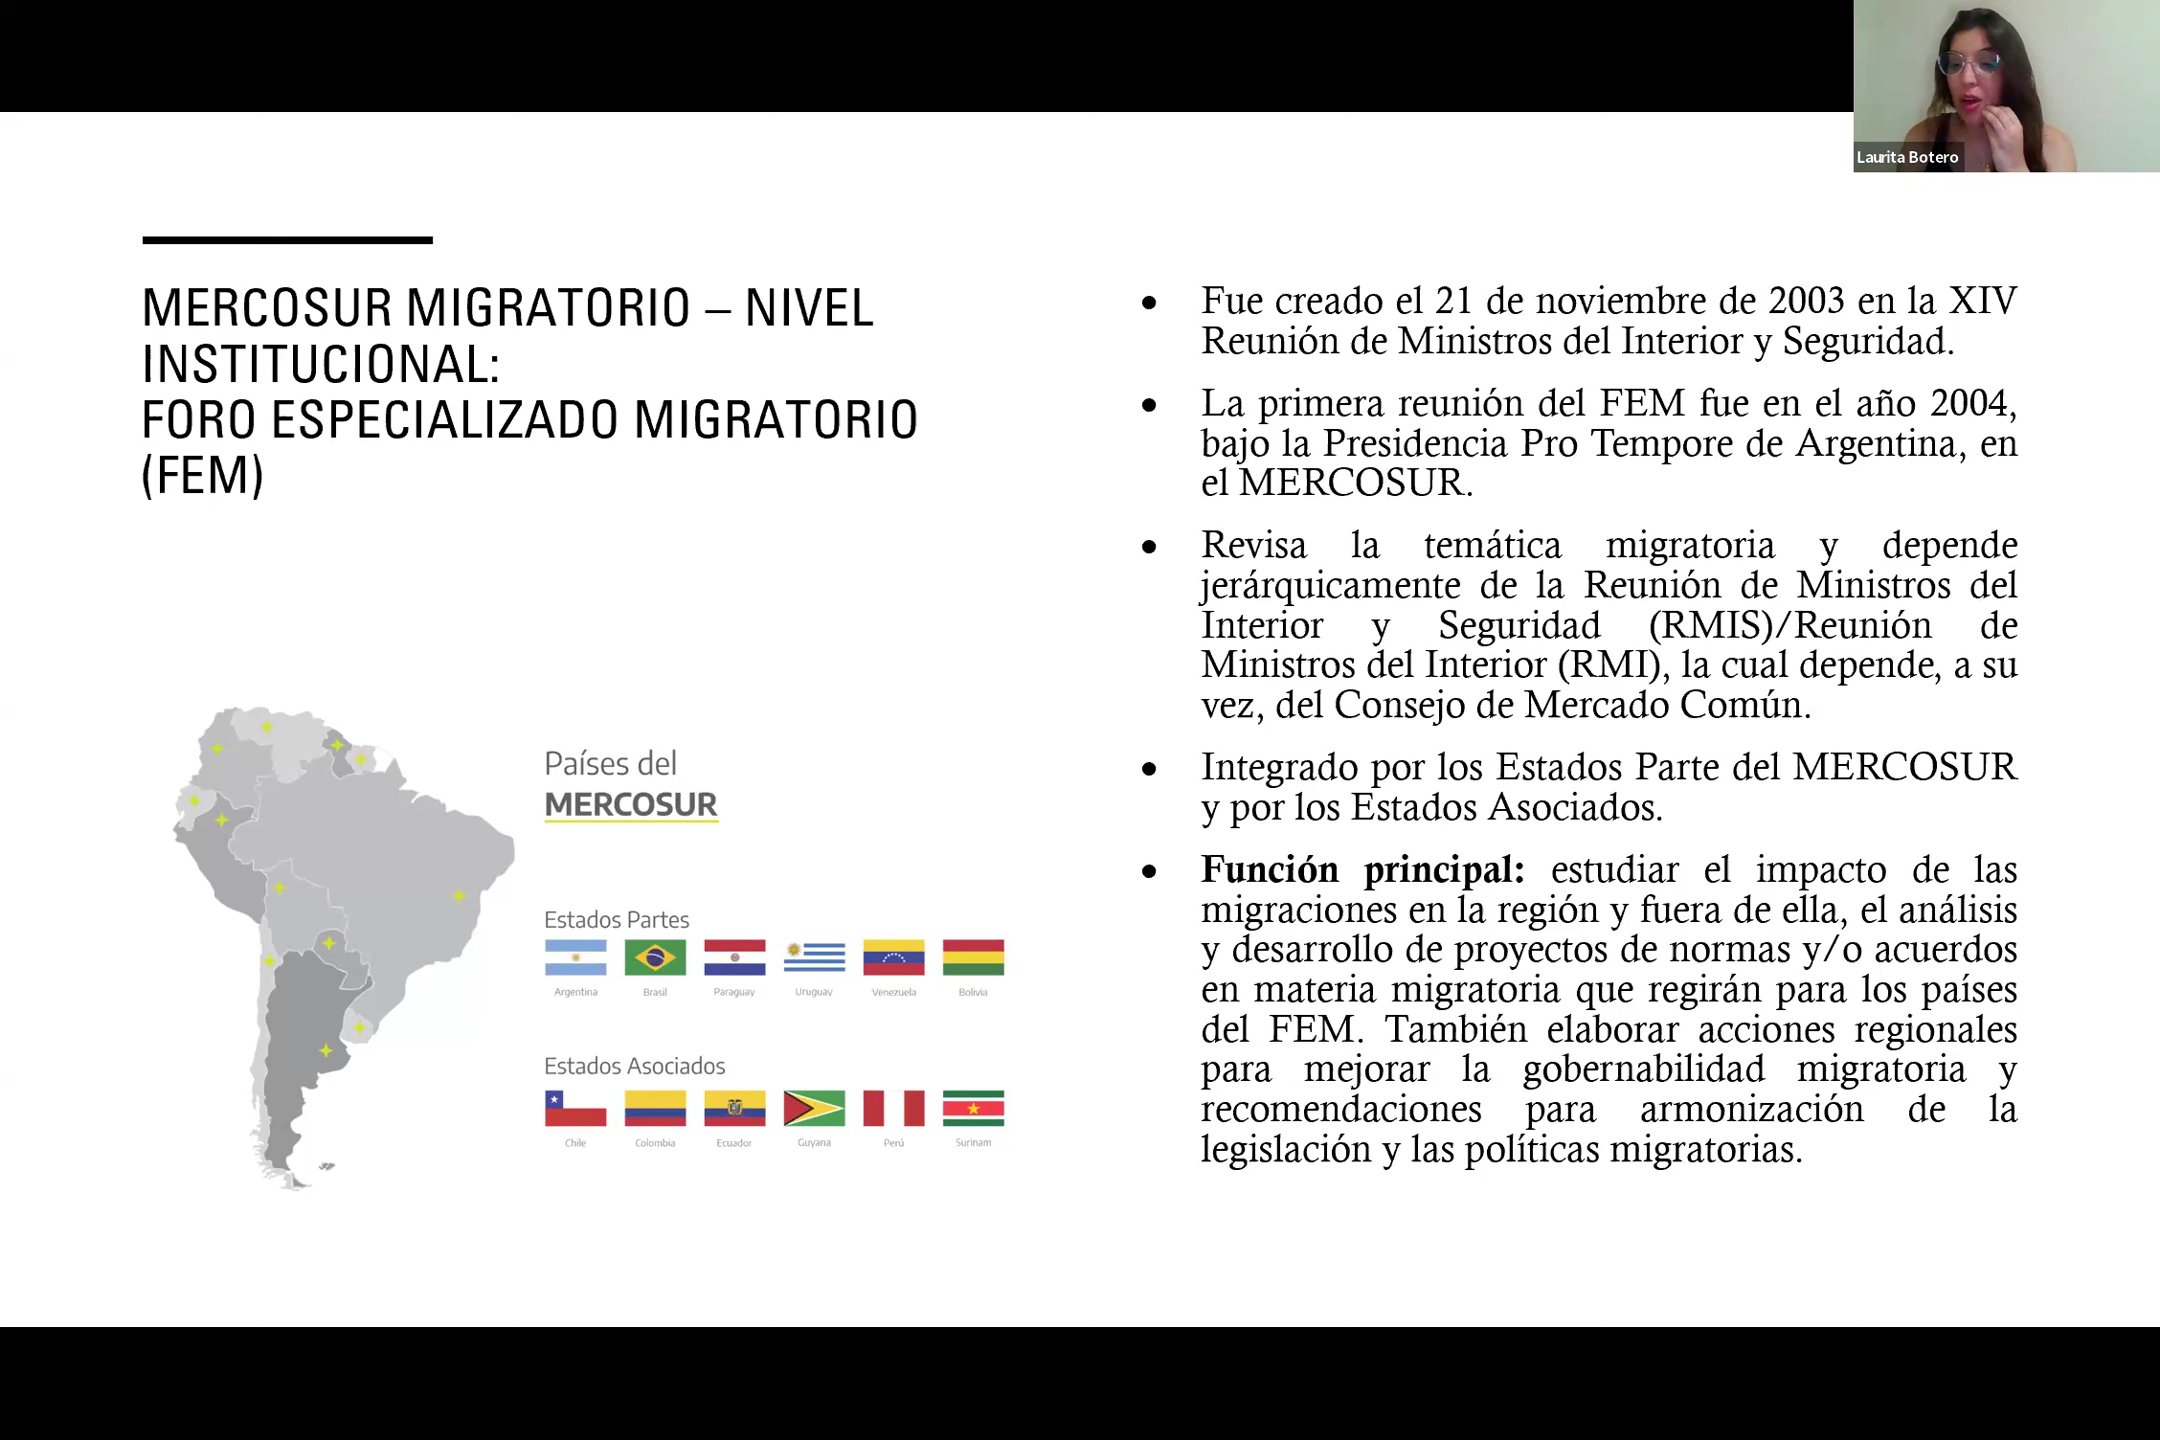 Laurita Botero
MERCOSUR MIGRATORIO – NIVEL
INSTITUCIONAL:
FORO ESPECIALIZADO MIGRATORIO
(FEM)
Países del
MERCOSUR
Estados Partes
Argentina Brasil Paraguay Uruguay Venezuela Bolivia
Estados Asociados
Chile Colombia Ecuador Guyana Perú Surinam
• Fue creado el 21 de noviembre de 2003 en la XIV
Reunión de Ministros del Interior y Seguridad.
• La primera reunión del FEM fue en el año 2004,
bajo la Presidencia Pro Tempore de Argentina, en
el MERCOSUR.
• Revisa la temática migratoria y depende
jerárquicamente de la Reunión de Ministros del
Interior y Seguridad (RMIS)/Reunión de
Ministros del Interior (RMI), la cual depende, a su
vez, del Consejo de Mercado Común.
• Integrado por los Estados Parte del MERCOSUR
y por los Estados Asociados.
• Función principal: estudiar el impacto de las
migraciones en la región y fuera de ella, el análisis
y desarrollo de proyectos de normas y/o acuerdos
en materia migratoria que regirán para los países
del FEM. También elaborar acciones regionales
para mejorar la gobernabilidad migratoria y
recomendaciones para armonización de la
legislación y las políticas migratorias.